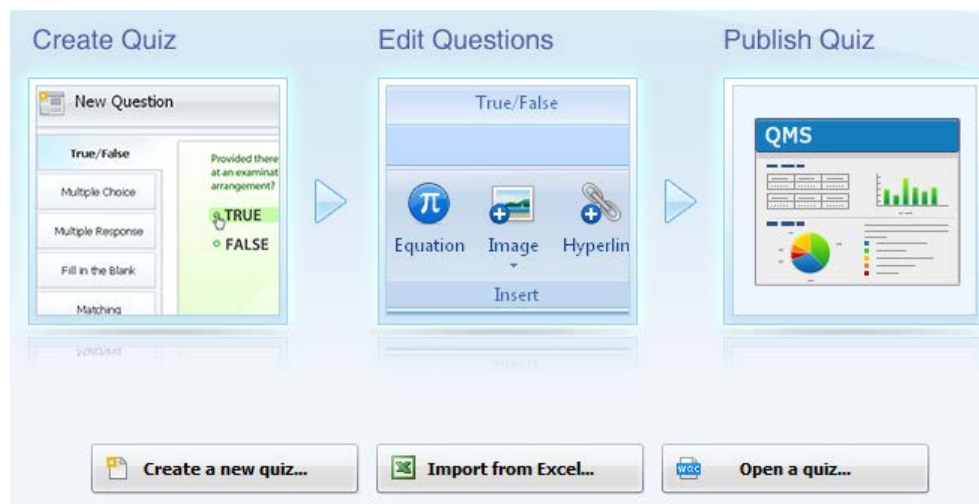 Create Quiz
Edit Questions
Publish Quiz
New Question
True/False
Multiple Choice
Multiple Response
Fill in the Blank
Matching
Provided there
at an examinat
arrangement?
TRUE
FALSE
True/False
Equation
Image
Hyperlin
Insert
QMS
Create a new quiz...
Import from Excel...
Open a quiz...